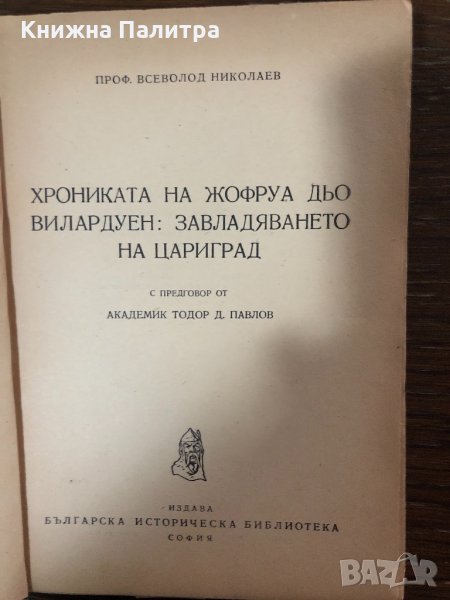 Книжна Палитра
ПРОФ. ВСЕВОЛОД НИКОЛАЕВ
ХРОНИКАТА НА ЖОФРУА ДЬО
ВИЛАРДУЕН: ЗАВЛАДЯВАНЕТО
НА ЦАРИГРАД
С ПРЕДГОВОР ОТ
АКАДЕМИК ТОДОР Д. ПАВЛОВ
ИЗДАВА
БЪЛГАРСКА ИСТОРИЧЕСКА БИБЛИОТЕКА
СОФИЯ
BAZAR